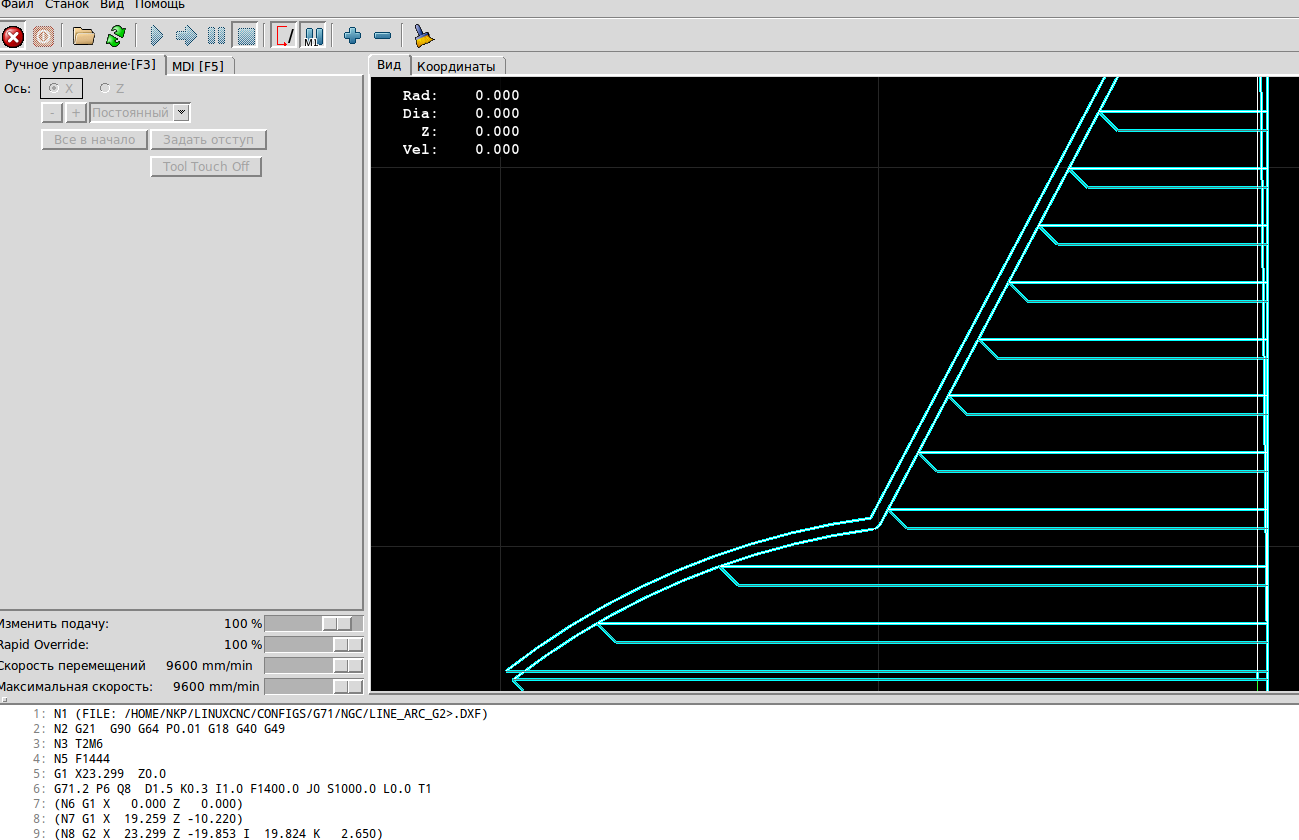 Файл Станок Вид Помощь
M1
Ручное управление [F3] MDI [F5]
Ось: X Z
- + Постоянный
Все в начало Задать отступ
Tool Touch Off
Вид Координаты
Rad: 0.000
Dia: 0.000
Z: 0.000
Vel: 0.000
Изменить подачу: 100 %
Rapid Override: 100 %
Скорость перемещений 9600 mm/min
Максимальная скорость: 9600 mm/min
1: N1 (FILE: /HOME/NKP/LINUXCNC/CONFIGS/G71/NGC/LINE_ARC_G2>.DXF)
2: N2 G21 G90 G64 P0.01 G18 G40 G49
3: N3 T2M6
4: N5 F1444
5: G1 X23.299 Z0.0
6: G71.2 P6 Q8 D1.5 K0.3 I1.0 F1400.0 J0 S1000.0 L0.0 T1
7: (N6 G1 X 0.000 Z 0.000)
8: (N7 G1 X 19.259 Z -10.220)
9: (N8 G2 X 23.299 Z -19.853 I 19.824 K 2.650)